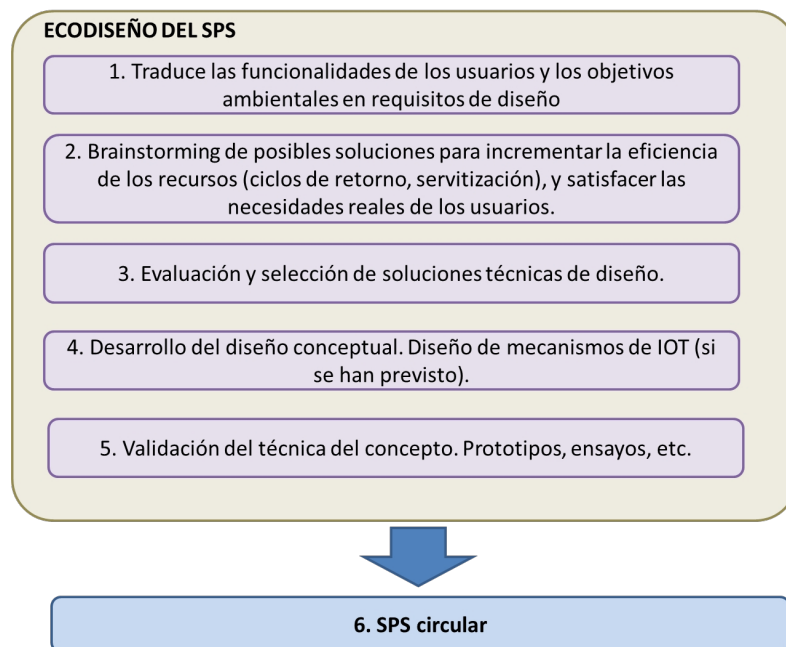 ECODISEÑO DEL SPS
1. Traduce las funcionalidades de los usuarios y los objetivos
ambientales en requisitos de diseño
2. Brainstorming de posibles soluciones para incrementar la eficiencia
de los recursos (ciclos de retorno, servitización), y satisfacer las
necesidades reales de los usuarios.
3. Evaluación y selección de soluciones técnicas de diseño.
4. Desarrollo del diseño conceptual. Diseño de mecanismos de IOT (si
se han previsto).
5. Validación del técnica del concepto. Prototipos, ensayos, etc.
6. SPS circular